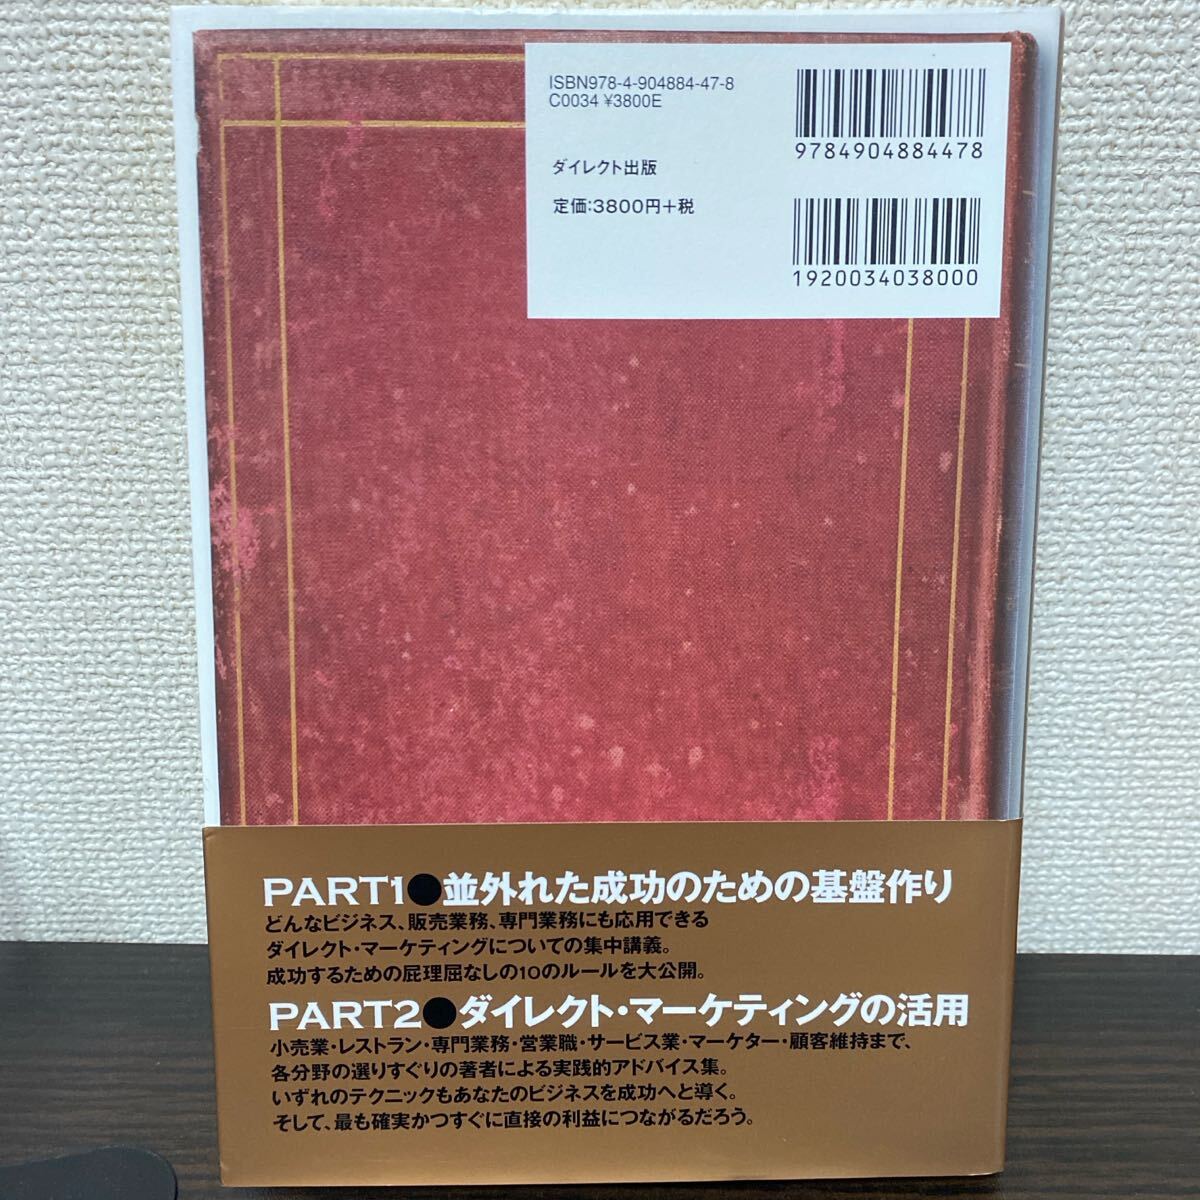 ISBN978-4-904884-47-8
C0034 ¥3800E
9784904884478
ダイレクト出版
定価:3800円+税
1920034038000
PART1●並外れた成功のための基盤作り
どんなビジネス、販売業務、専門業務にも応用できる
ダイレクト・マーケティングについての集中講義。
成功するための屁理屈なしの10のルールを大公開。
PART2●ダイレクト・マーケティングの活用
小売業・レストラン・専門業務・営業職・サービス業・マーケター・顧客維持まで、
各分野の選りすぐりの著者による実践的アドバイス集。
いずれのテクニックもあなたのビジネスを成功へと導く。
そして、最も確実かつすぐに直接の利益につながるだろう。